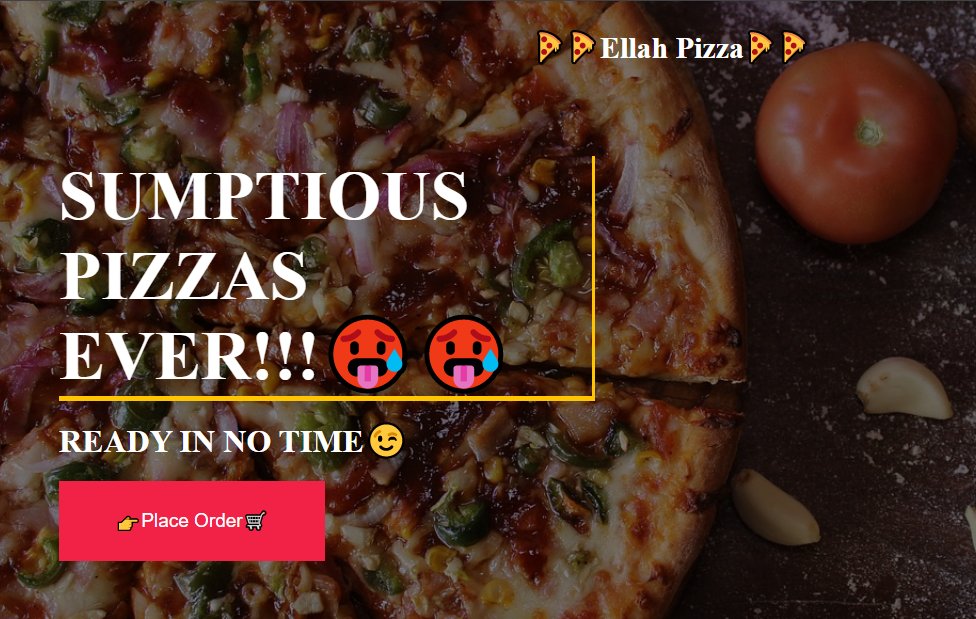 🍕🍕Ellah Pizza🍕🍕
SUMPTIOUS
PIZZAS
EVER!!!🥵🥵
READY IN NO TIME😉
👉Place Order🛒